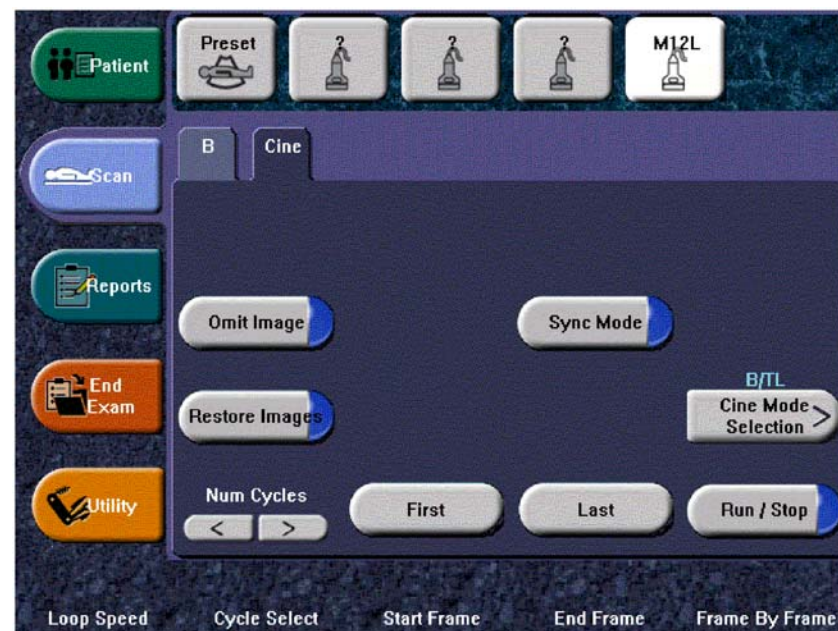 Patient
Preset
?
?
?
M12L
Scan
B
Cine
Reports
Omit Image
Sync Mode
End
Exam
Restore Images
B/TL
Cine Mode
Selection
>
Utility
Num Cycles
< >
First
Last
Run / Stop
Loop Speed
Cycle Select
Start Frame
End Frame
Frame By Frame